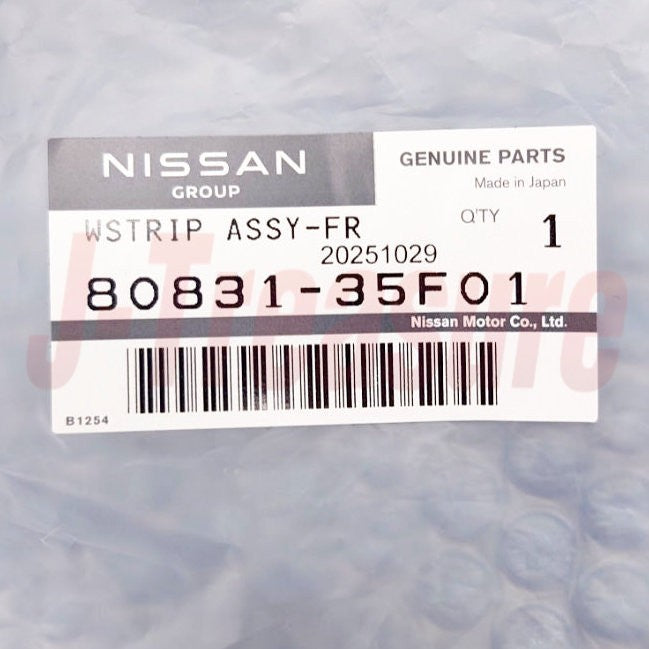 NISSAN
GROUP
GENUINE PARTS
Made in Japan
WSTRIP ASSY-FR
Q'TY 1
20251029
80831-35F01
Nissan Motor Co., Ltd.
B1254
J-Treasure